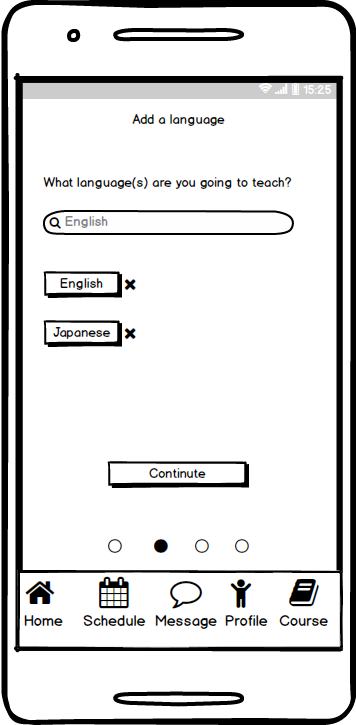 15:25
Add a language
What language(s) are you going to teach?
English
English
Japanese
Continute
Home Schedule Message Profile Course